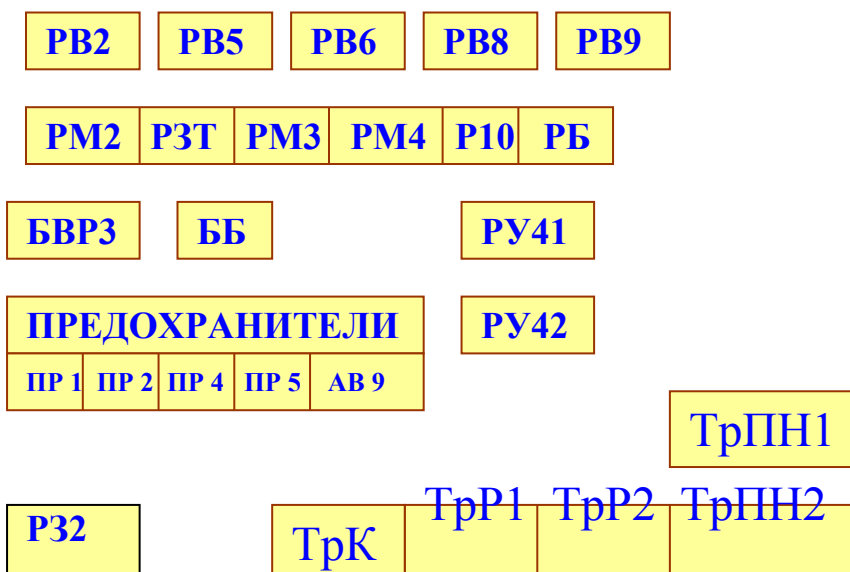 РВ2 РВ5 РВ6 РВ8 РВ9
РМ2 РЗТ РМ3 РМ4 Р10 РБ
БВР3 ББ РУ41
ПРЕДОХРАНИТЕЛИ РУ42
ПР 1 ПР 2 ПР 4 ПР 5 АВ 9
ТрПН1
РЗ2 ТрК ТрР1 ТрР2 ТрПН2